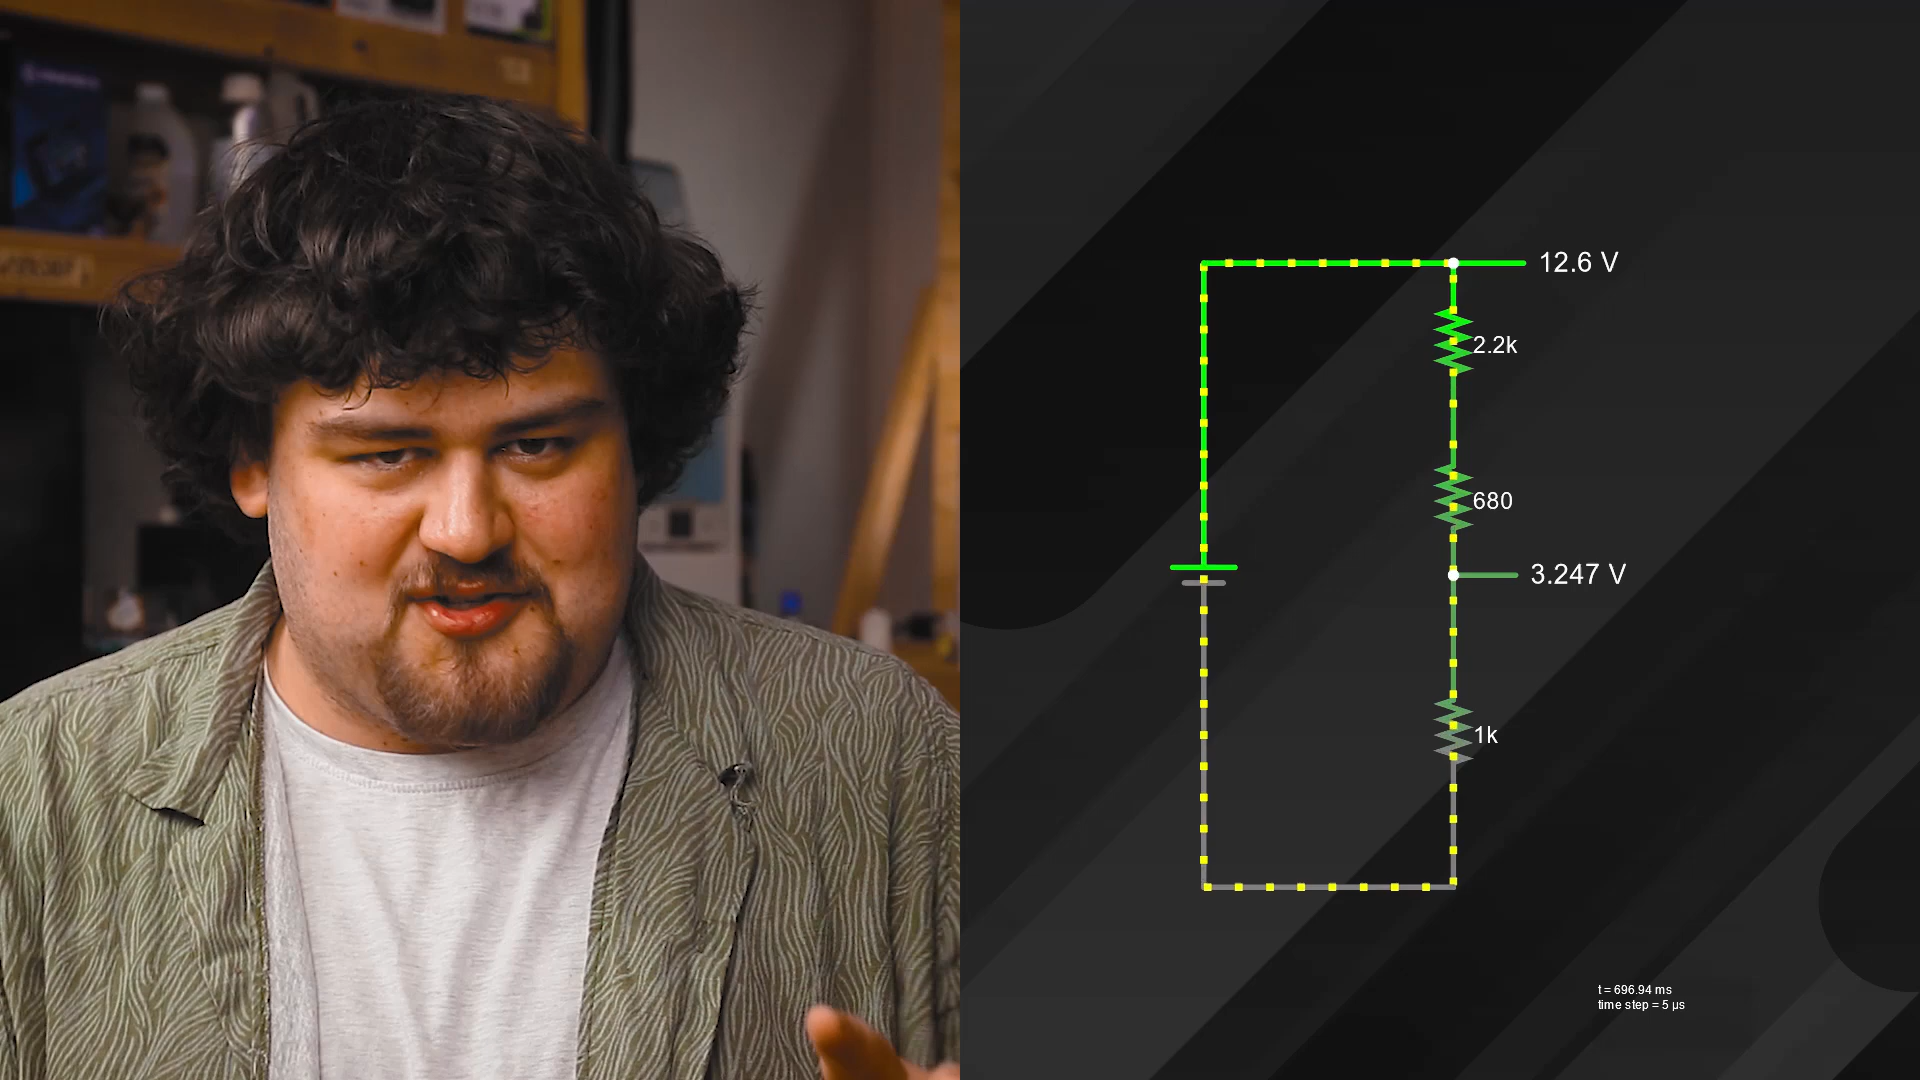 12.6 V
2.2k
680
3.247 V
1k
t = 696.94 ms
time step = 5 µs